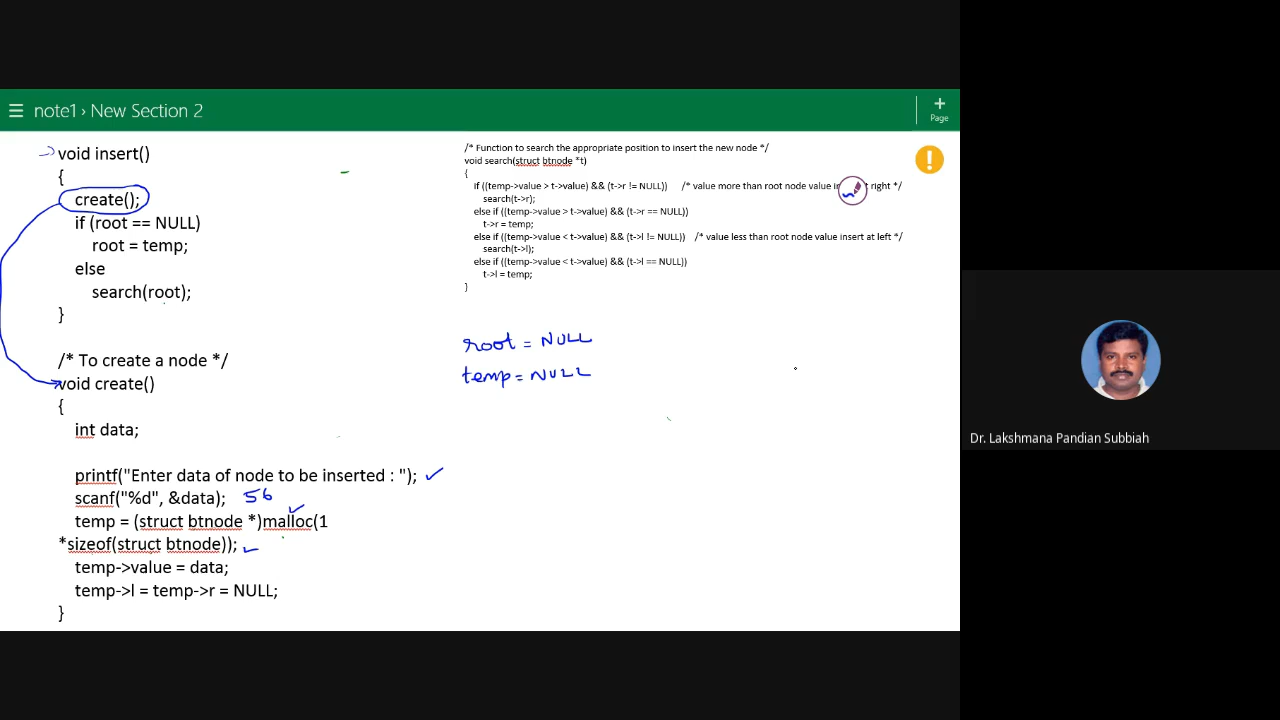 note1 › New Section 2
+
Page
void insert()
{
create();
if (root == NULL)
root = temp;
else
search(root);
}
/* To create a node */
void create()
{
int data;
printf("Enter data of node to be inserted : ");
scanf("%d", &data); 56
temp = (struct btnode *)malloc(1
*sizeof(struct btnode));
temp->value = data;
temp->l = temp->r = NULL;
}
/* Function to search the appropriate position to insert the new node */
void search(struct btnode *t)
{
if ((temp->value > t->value) && (t->r != NULL)) /* value more than root node value right */
search(t->r);
else if ((temp->value > t->value) && (t->r == NULL))
t->r = temp;
else if ((temp->value < t->value) && (t->l != NULL)) /* value less than root node value insert at left */
search(t->l);
else if ((temp->value < t->value) && (t->l == NULL))
t->l = temp;
}
root = NULL
temp = NULL
Dr. Lakshmana Pandian Subbiah